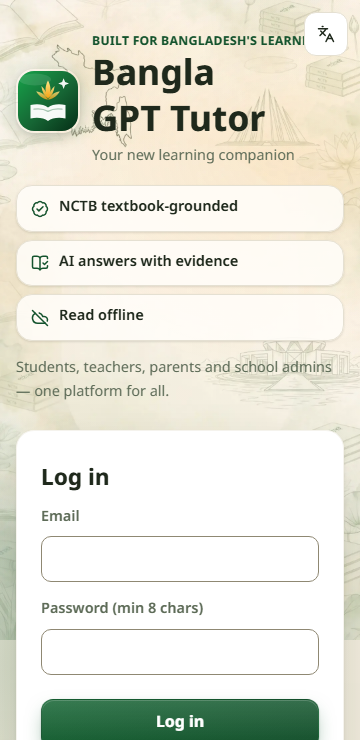 BUILT FOR BANGLADESH'S
Bangla
GPT Tutor
Your new learning companion
NCTB textbook-grounded
AI answers with evidence
Read offline
Students, teachers, parents and school admins
— one platform for all.
Log in
Email
Password (min 8 chars)
Log in